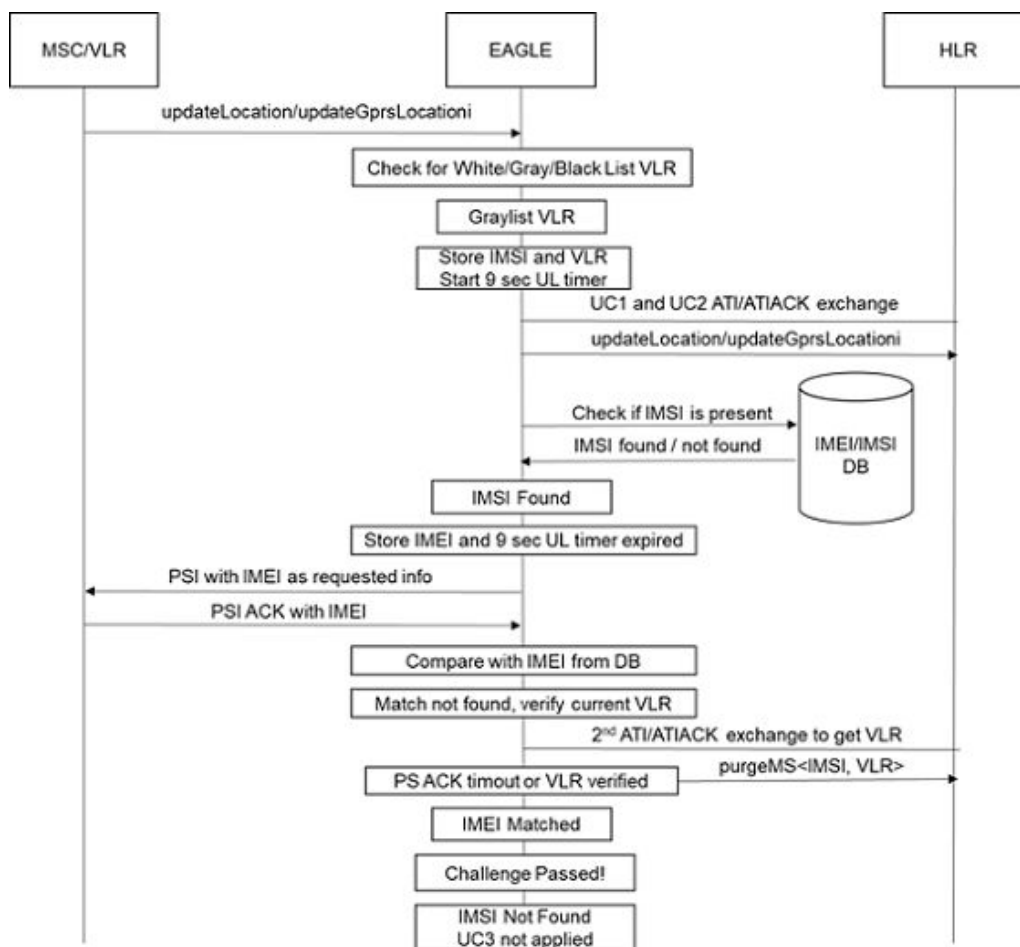 MSC/VLR
EAGLE
HLR
updateLocation/updateGprsLocationi
Check for White/Gray/Black List VLR
Graylist VLR
Store IMSI and VLR
Start 9 sec UL timer
UC1 and UC2 ATI/ATIACK exchange
updateLocation/updateGprsLocationi
Check if IMSI is present
IMSI found / not found
IMEI/IMSI
DB
IMSI Found
Store IMEI and 9 sec UL timer expired
PSI with IMEI as requested info
PSI ACK with IMEI
Compare with IMEI from DB
Match not found, verify current VLR
2nd ATI/ATIACK exchange to get VLR
PS ACK timout or VLR verified
purgeMS<IMSI, VLR>
IMEI Matched
Challenge Passed!
IMSI Not Found
UC3 not applied